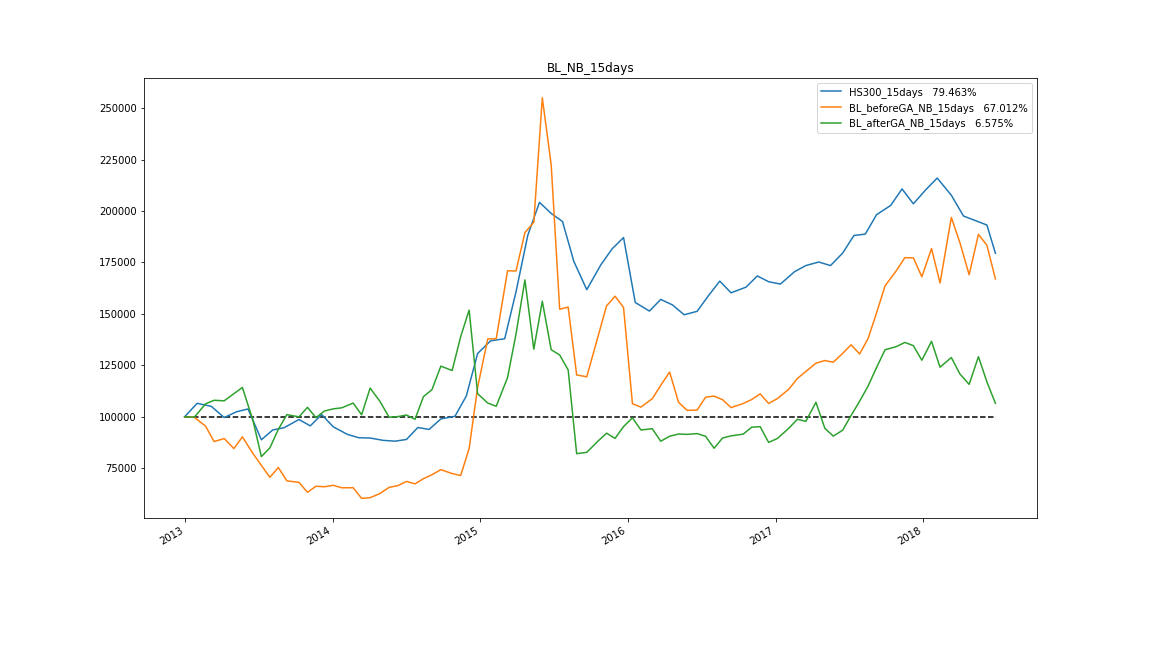 BL_NB_15days
HS300_15days 79.463%
BL_beforeGA_NB_15days 67.012%
BL_afterGA_NB_15days 6.575%
250000
225000
200000
175000
150000
125000
100000
75000
2013 2014 2015 2016 2017 2018